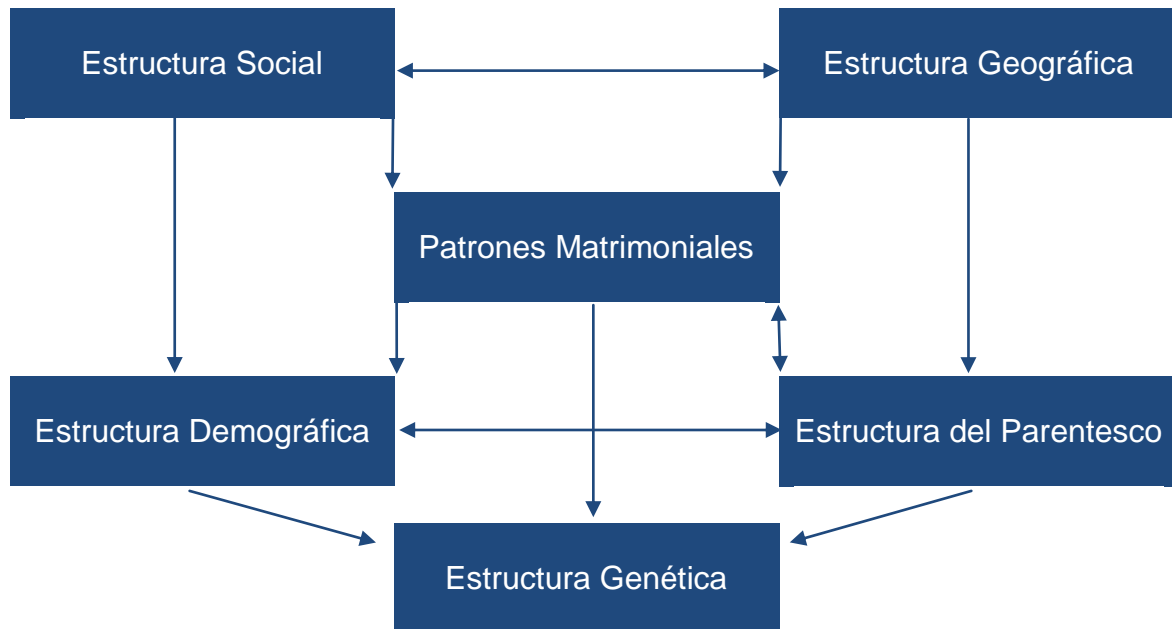 Estructura Social
Estructura Geográfica
Patrones Matrimoniales
Estructura Demográfica
Estructura del Parentesco
Estructura Genética